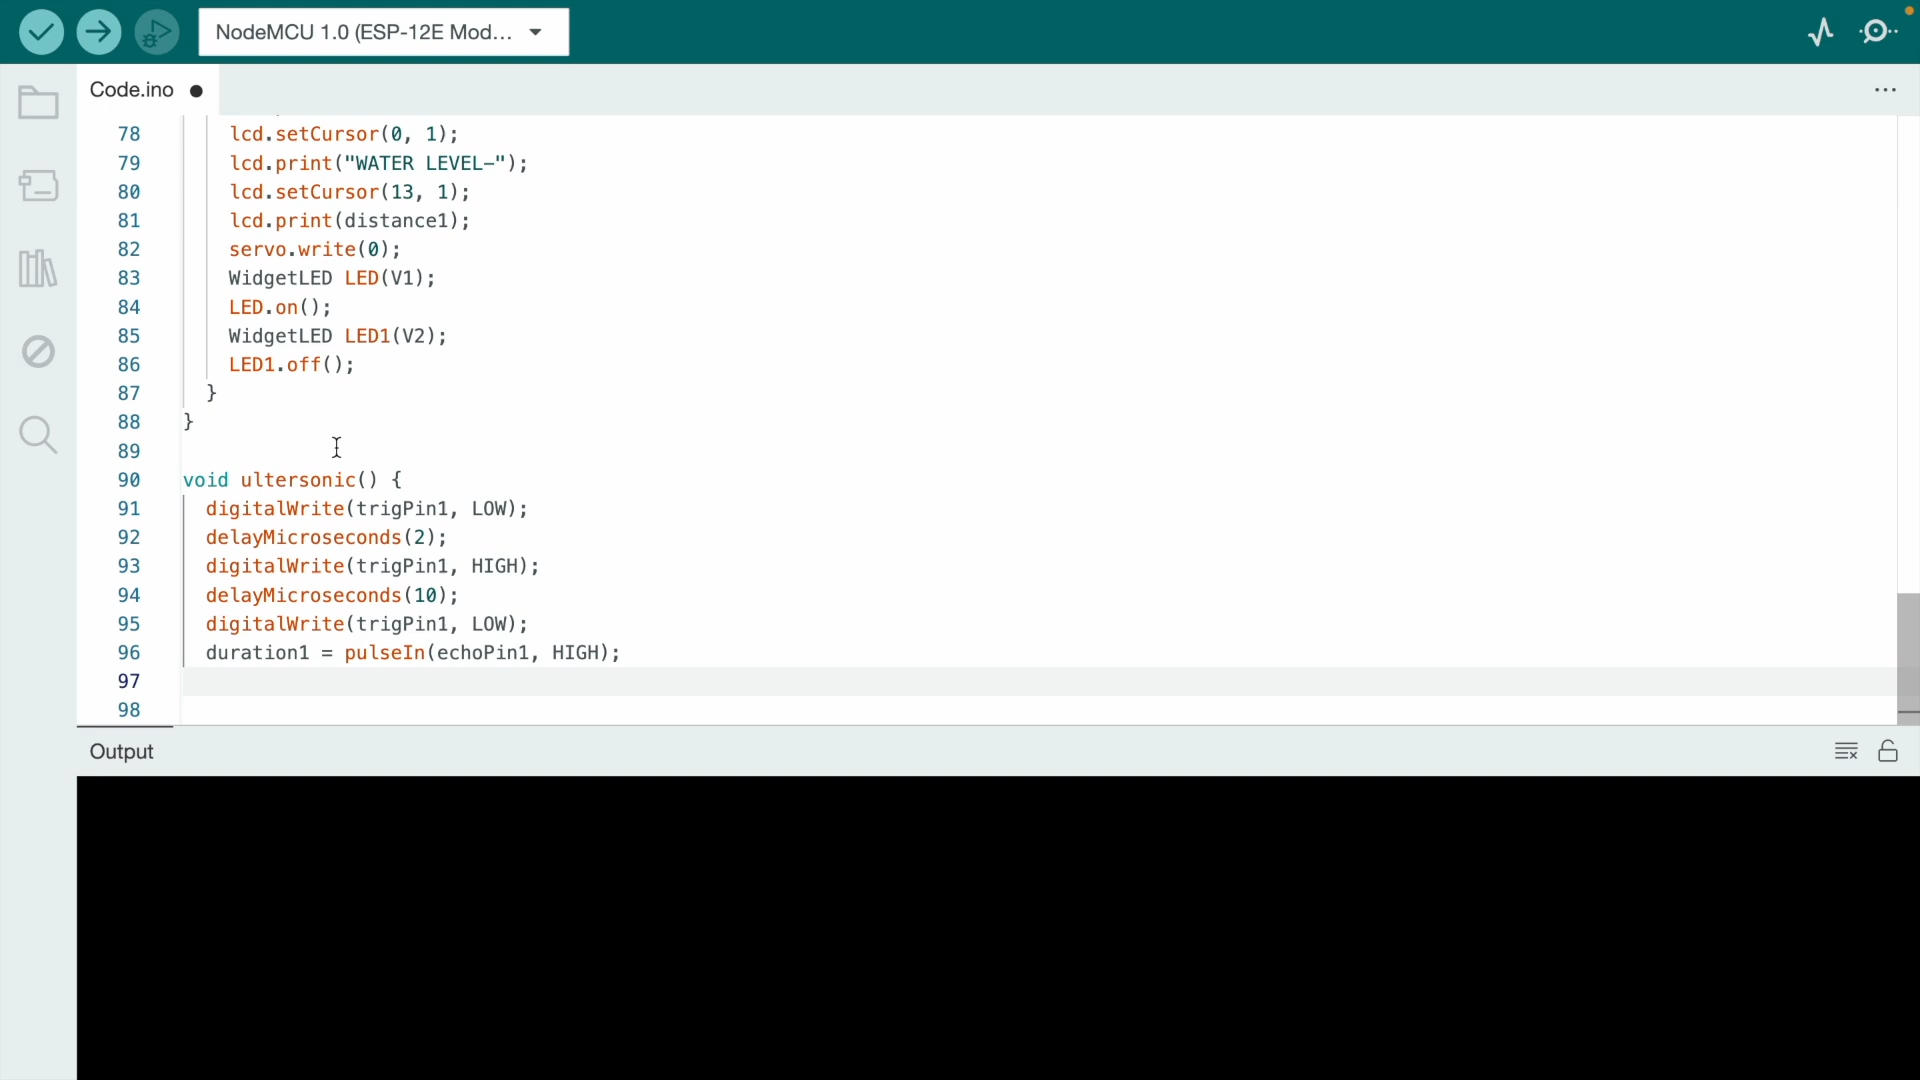 NodeMCU 1.0 (ESP-12E Mod...
Code.ino
78 lcd.setCursor(0, 1);
79 lcd.print("WATER LEVEL-");
80 lcd.setCursor(13, 1);
81 lcd.print(distance1);
82 servo.write(0);
83 WidgetLED LED(V1);
84 LED.on();
85 WidgetLED LED1(V2);
86 LED1.off();
87 }
88 }
89
90 void ultersonic() {
91 digitalWrite(trigPin1, LOW);
92 delayMicroseconds(2);
93 digitalWrite(trigPin1, HIGH);
94 delayMicroseconds(10);
95 digitalWrite(trigPin1, LOW);
96 duration1 = pulseIn(echoPin1, HIGH);
97
98
Output